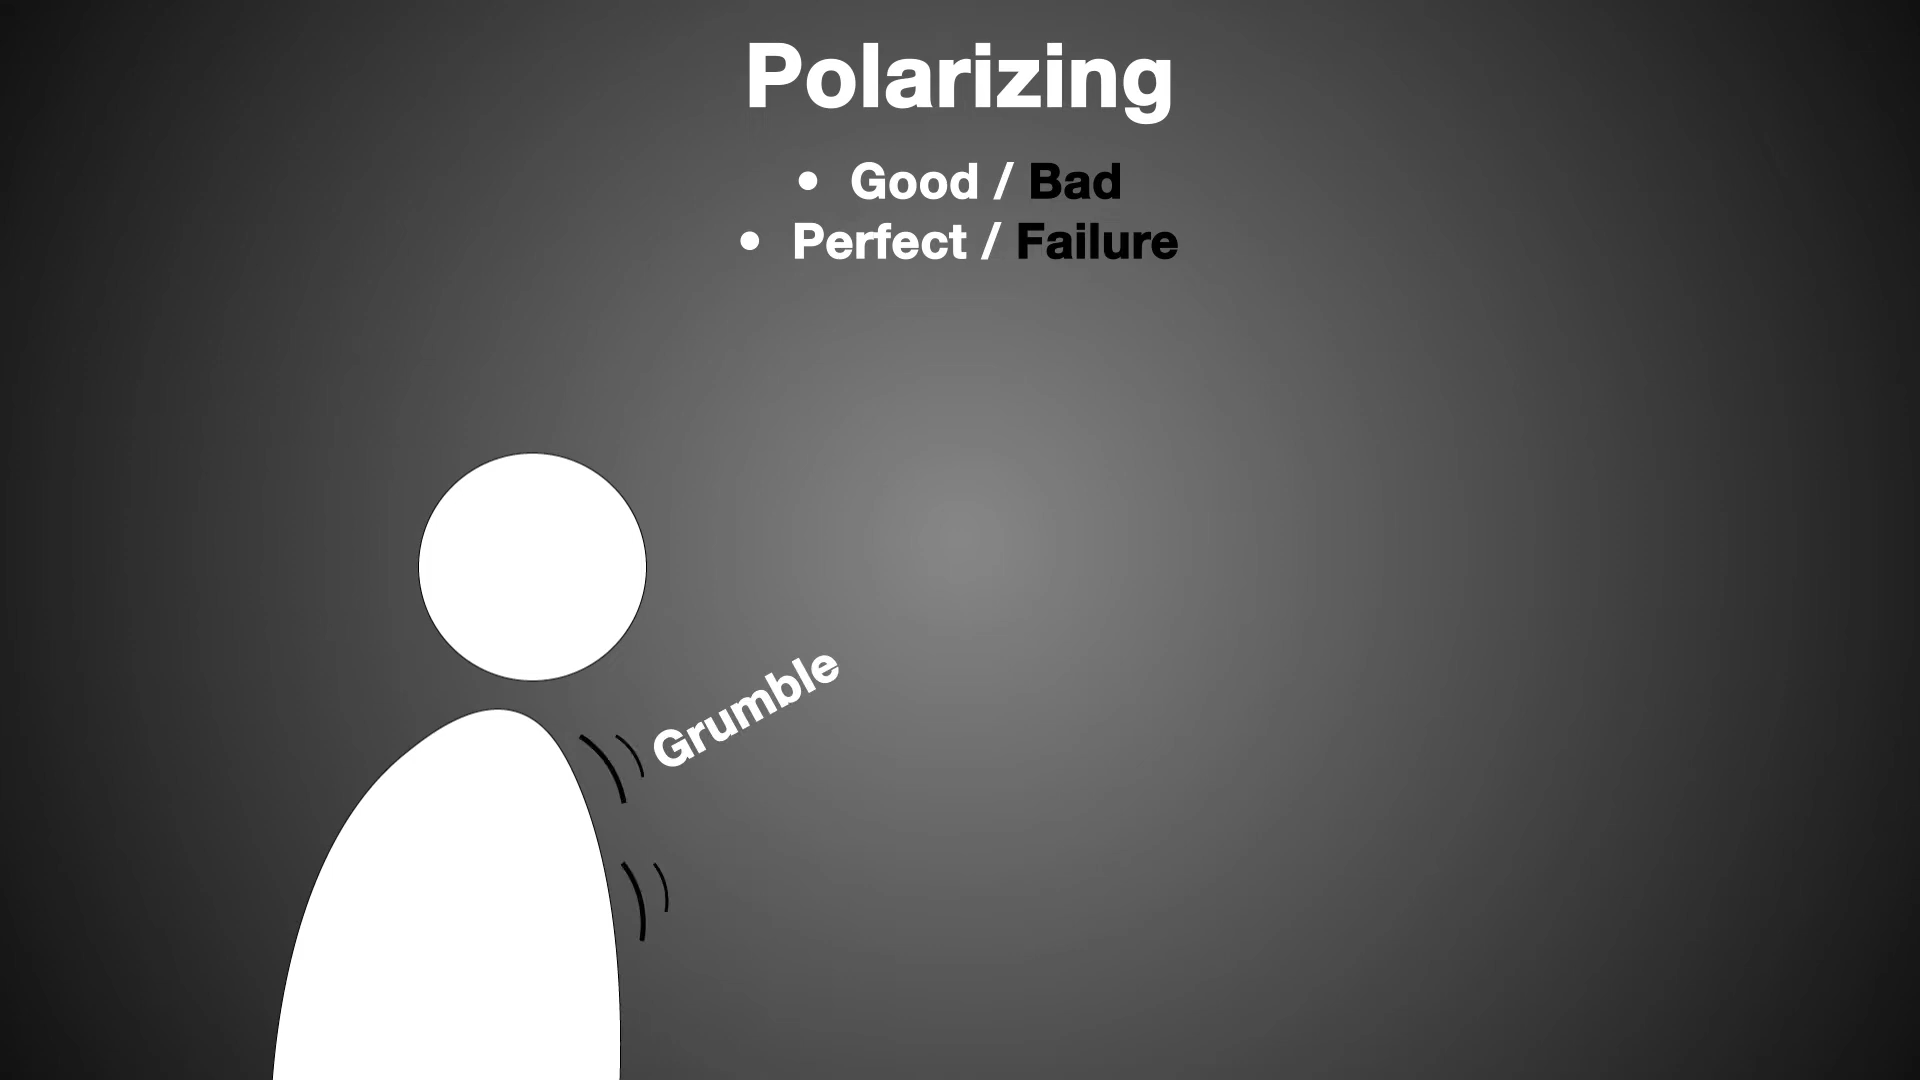 Polarizing
• Good / Bad
• Perfect / Failure
Grumble